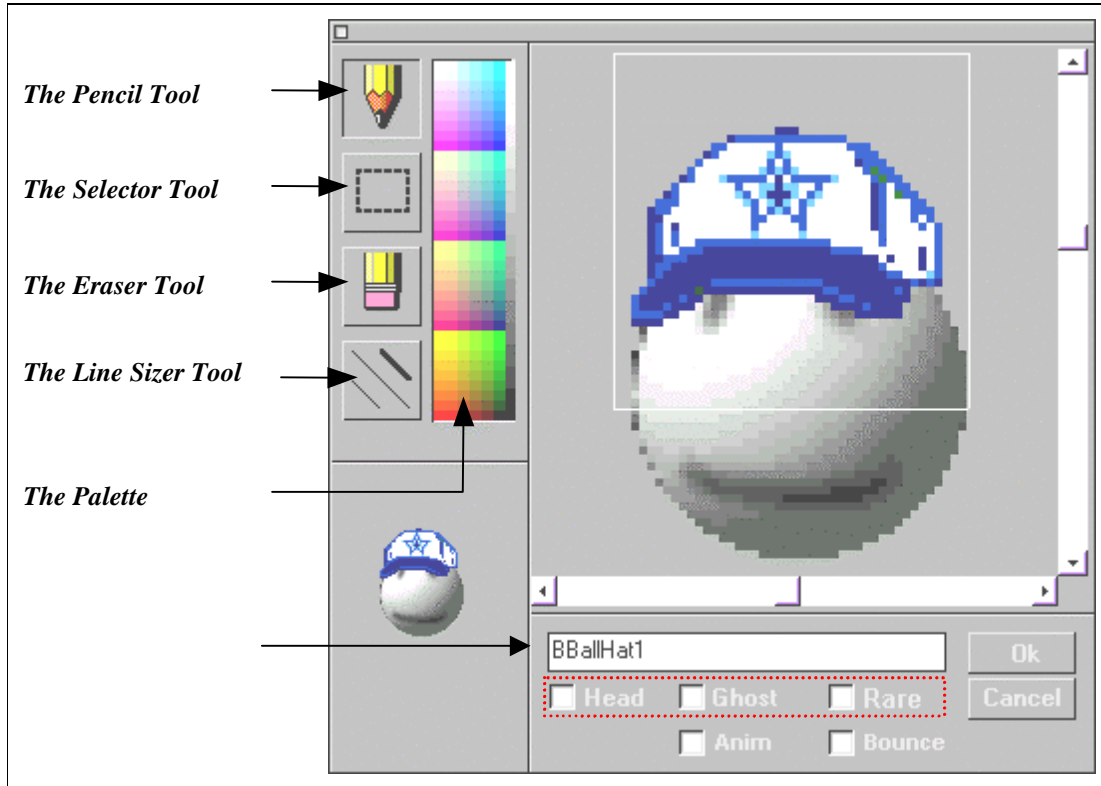 The Pencil Tool
The Selector Tool
The Eraser Tool
The Line Sizer Tool
The Palette
BBallHat1
Ok
Head Ghost Rare Cancel
Anim Bounce